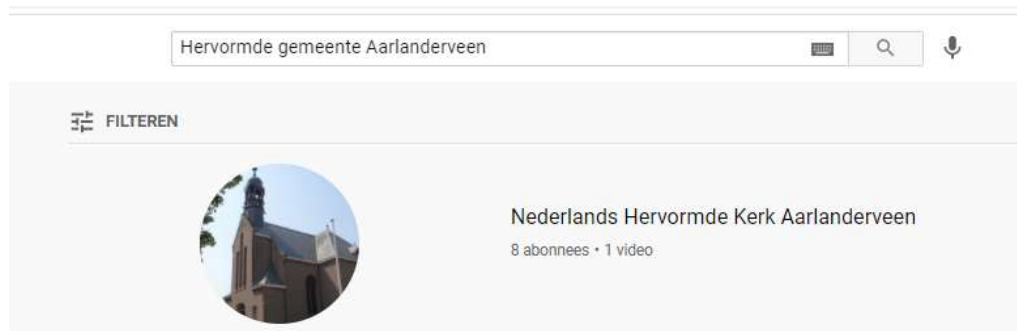 Hervormde gemeente Aarlanderveen
FILTEREN
Nederlands Hervormde Kerk Aarlanderveen
8 abonnees • 1 video